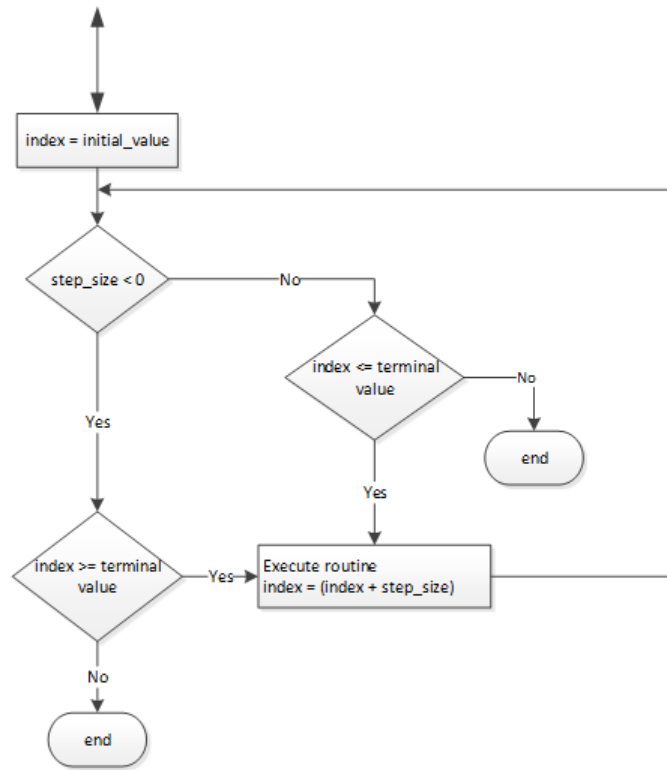 index = initial_value
step_size < 0
No
index <= terminal
value
No
end
Yes
Yes
index >= terminal
value
Yes
Execute routine
index = (index + step_size)
No
end